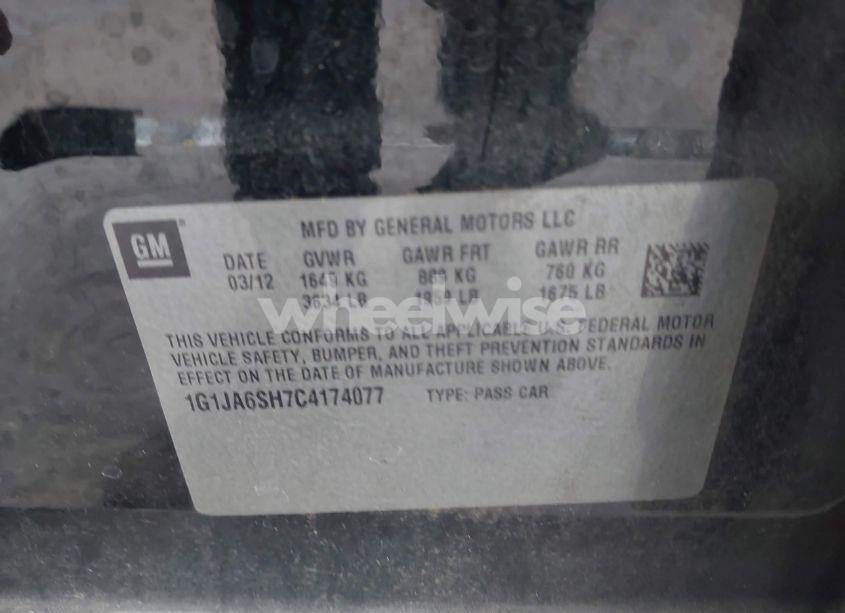 GM
MFD BY GENERAL MOTORS LLC
DATE GVWR GAWR FRT GAWR RR
03/12 1649 KG KG 760 KG
3634 LB LB 1675 LB
wheelwise
THIS VEHICLE CONFORMS TO ALL APPLICABLE U.S. FEDERAL MOTOR
VEHICLE SAFETY, BUMPER, AND THEFT PREVENTION STANDARDS IN
EFFECT ON THE DATE OF MANUFACTURE SHOWN ABOVE.
1G1JA6SH7C4174077 TYPE: PASS CAR